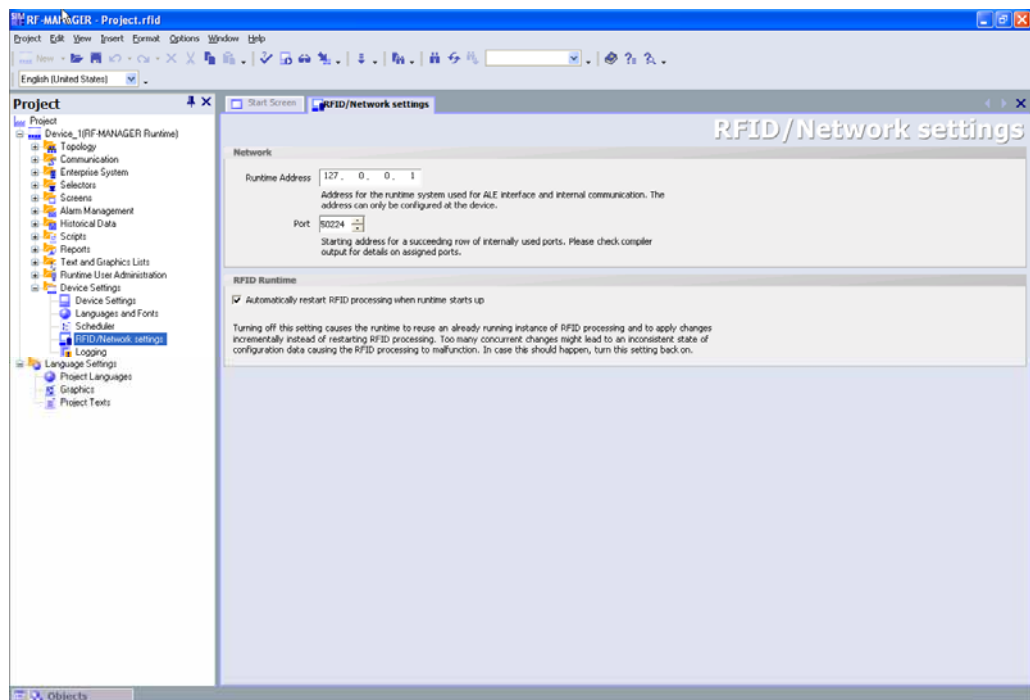 RF-MANAGER - Project.rfid
Project Edit View Insert Format Options Window Help
New
English (United States)
Project
Start Screen
RFID/Network settings
RFID/Network settings
Project
Device_1(RF-MANAGER Runtime)
Topology
Communication
Enterprise System
Selectors
Screens
Alarm Management
Historical Data
Scripts
Reports
Text and Graphics Lists
Runtime User Administration
Device Settings
Device Settings
Languages and Fonts
Scheduler
RFID/Network settings
Logging
Language Settings
Project Languages
Graphics
Project Texts
Network
Runtime Address 127. 0. 0. 1
Address for the runtime system used for ALE interface and internal communication. The
address can only be configured at the device.
Port 50224
Starting address for a succeeding row of internally used ports. Please check compiler
output for details on assigned ports.
RFID Runtime
Automatically restart RFID processing when runtime starts up
Turning off this setting causes the runtime to reuse an already running instance of RFID processing and to apply changes
incrementally instead of restarting RFID processing. Too many concurrent changes might lead to an inconsistent state of
configuration data causing the RFID processing to malfunction. In case this should happen, turn this setting back on.
Objects